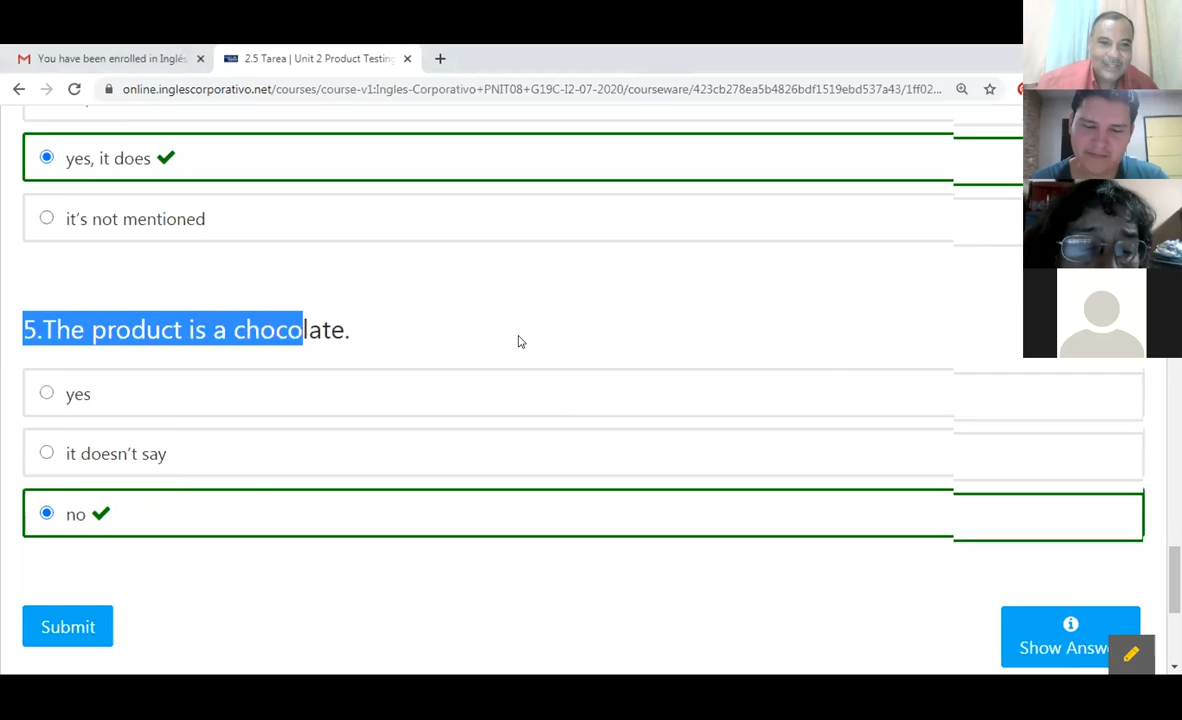 You have been enrolled in Inglés
2.5 Tarea | Unit 2 Product Testing
online.inglescorporativo.net/courses/course-v1:Ingles-Corporativo+PNIT08+G19C-I2-07-2020/courseware/423cb278ea5b4826bdf1519ebd537a43/1ff02...
yes, it does
it's not mentioned
5.The product is a chocolate.
yes
it doesn't say
no
Submit
Show Answ